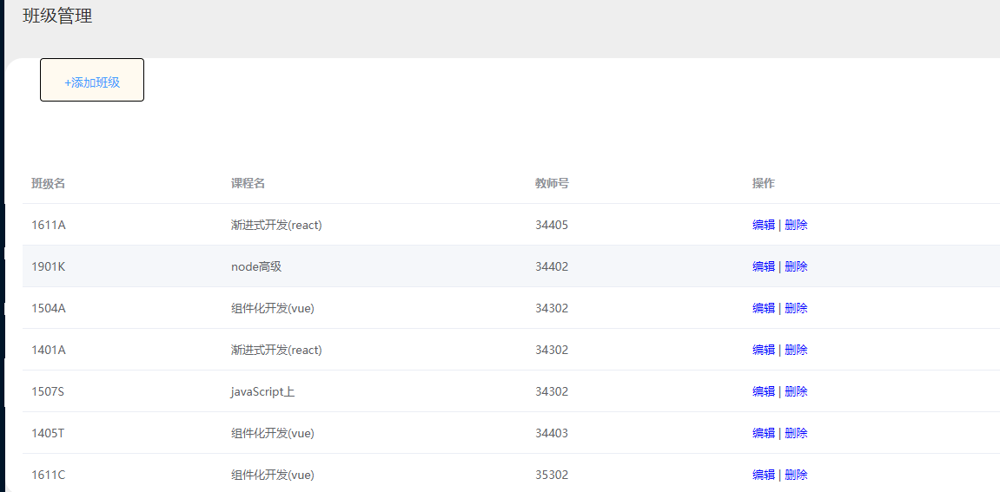 班级管理
+添加班级
班级名 课程名 教师号 操作
1611A 渐进式开发(react) 34405 编辑 | 删除
1901K node高级 34402 编辑 | 删除
1504A 组件化开发(vue) 34302 编辑 | 删除
1401A 渐进式开发(react) 34302 编辑 | 删除
1507S javaScript上 34302 编辑 | 删除
1405T 组件化开发(vue) 34403 编辑 | 删除
1611C 组件化开发(vue) 35302 编辑 | 删除